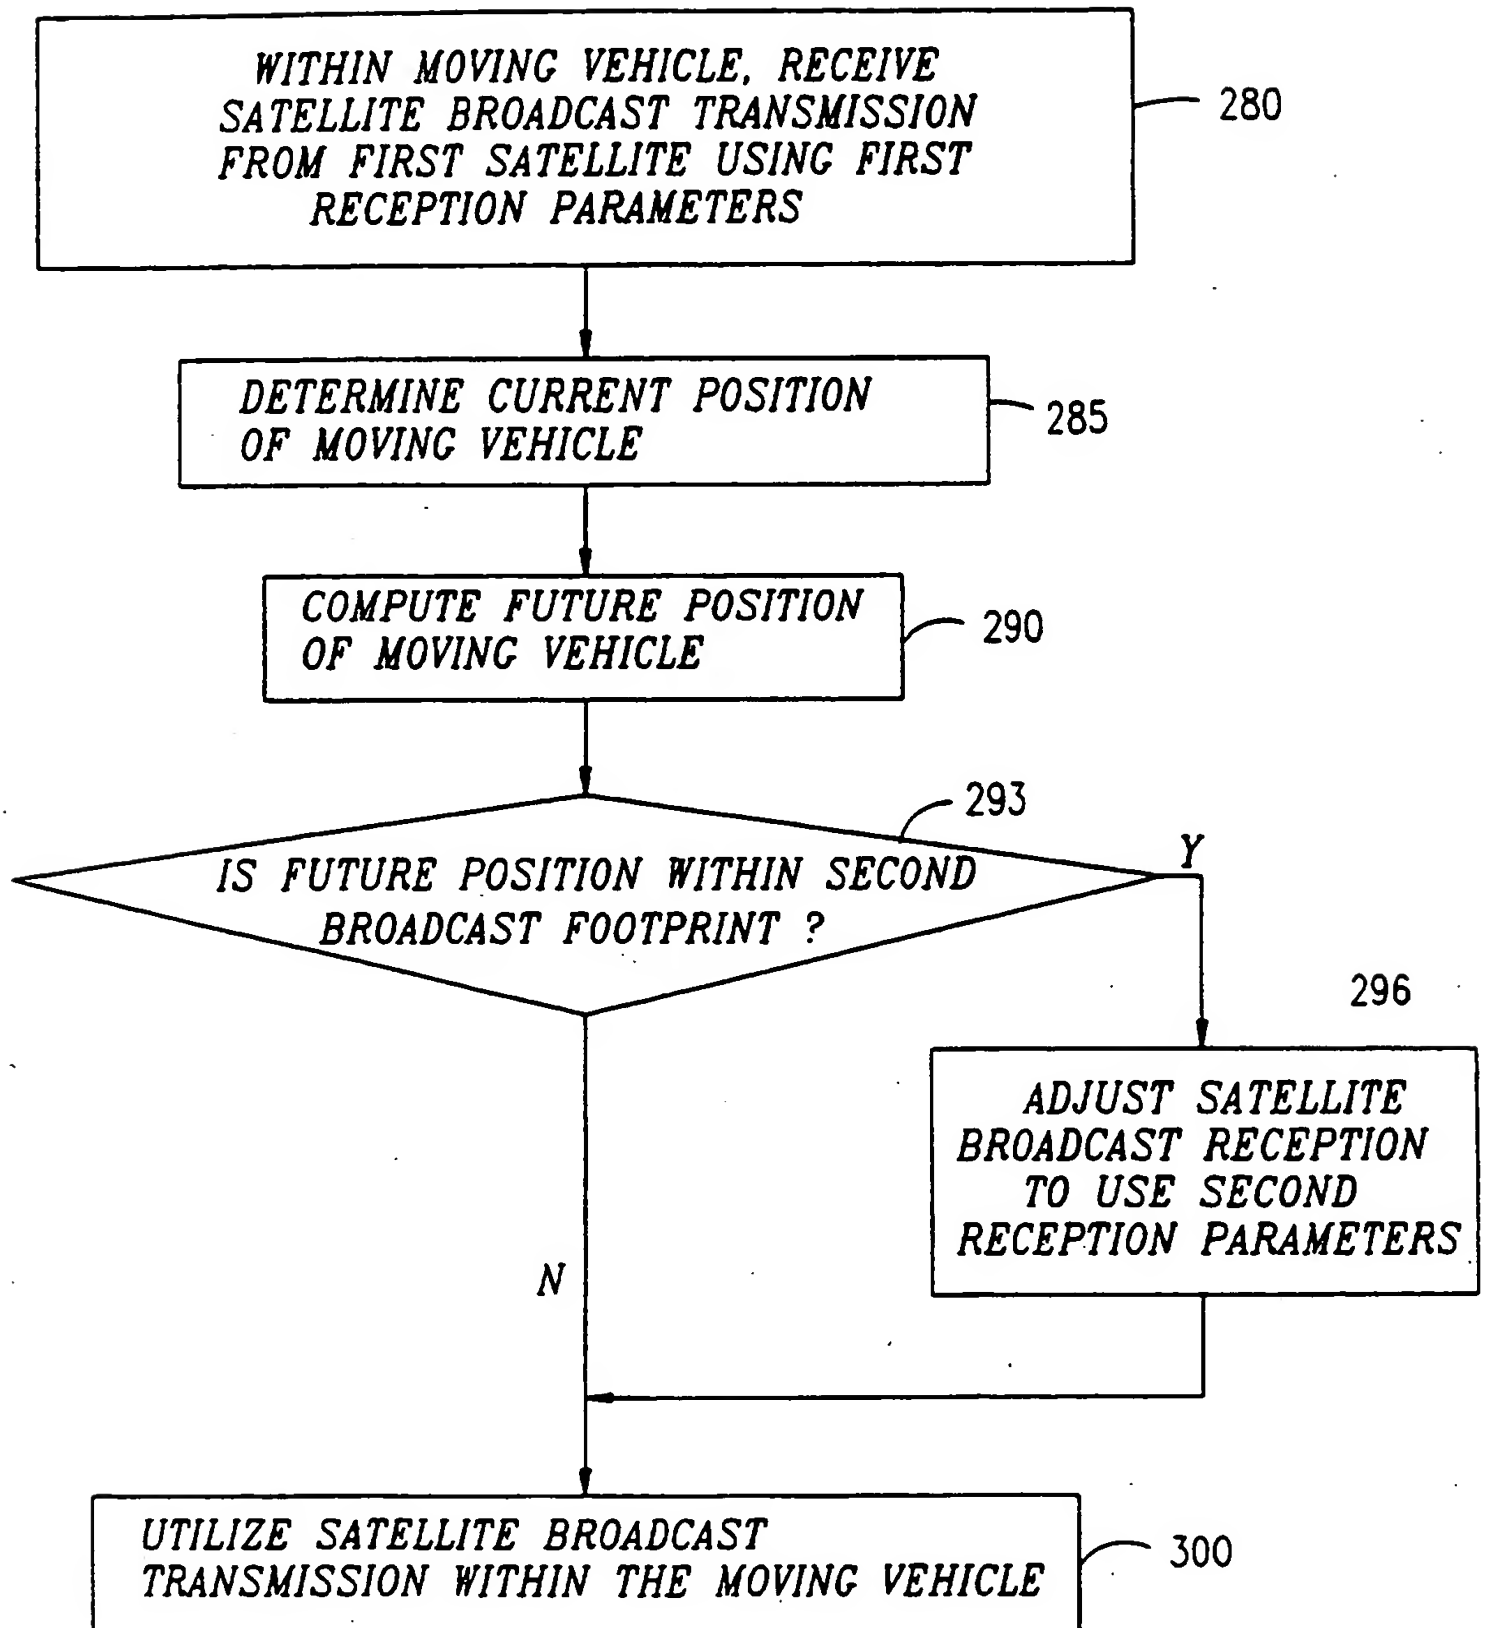 WITHIN MOVING VEHICLE, RECEIVE
SATELLITE BROADCAST TRANSMISSION
FROM FIRST SATELLITE USING FIRST
RECEPTION PARAMETERS
280
DETERMINE CURRENT POSITION
OF MOVING VEHICLE
285
COMPUTE FUTURE POSITION
OF MOVING VEHICLE
290
293
IS FUTURE POSITION WITHIN SECOND
BROADCAST FOOTPRINT ?
Y
296
ADJUST SATELLITE
BROADCAST RECEPTION
TO USE SECOND
RECEPTION PARAMETERS
N
UTILIZE SATELLITE BROADCAST
TRANSMISSION WITHIN THE MOVING VEHICLE
300